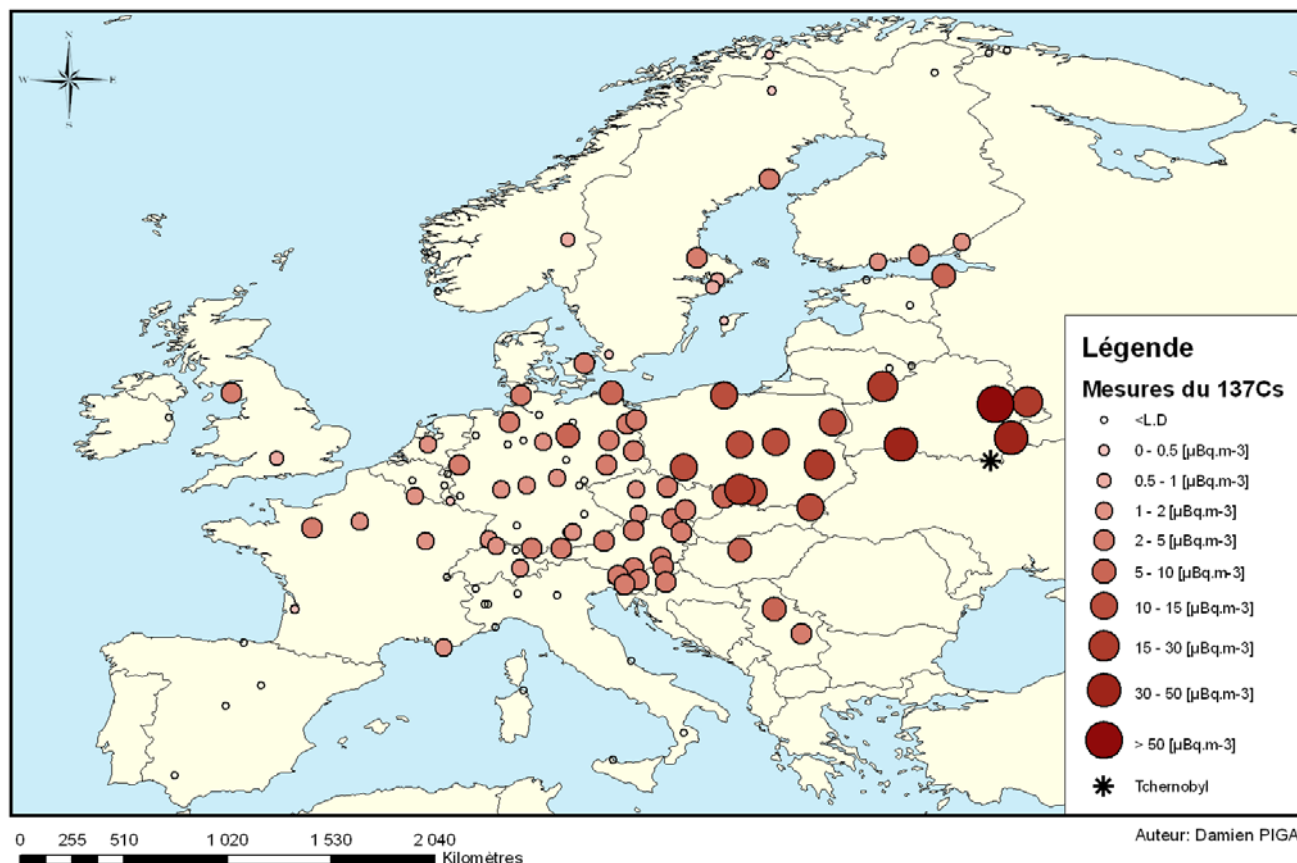 N
W E
S
Légende
Mesures du 137Cs
<L.D
0 - 0.5 [µBq.m-3]
0.5 - 1 [µBq.m-3]
1 - 2 [µBq.m-3]
2 - 5 [µBq.m-3]
5 - 10 [µBq.m-3]
10 - 15 [µBq.m-3]
15 - 30 [µBq.m-3]
30 - 50 [µBq.m-3]
> 50 [µBq.m-3]
Tchernobyl
0 255 510 1 020 1 530 2 040
Kilomètres
Auteur: Damien PIGA